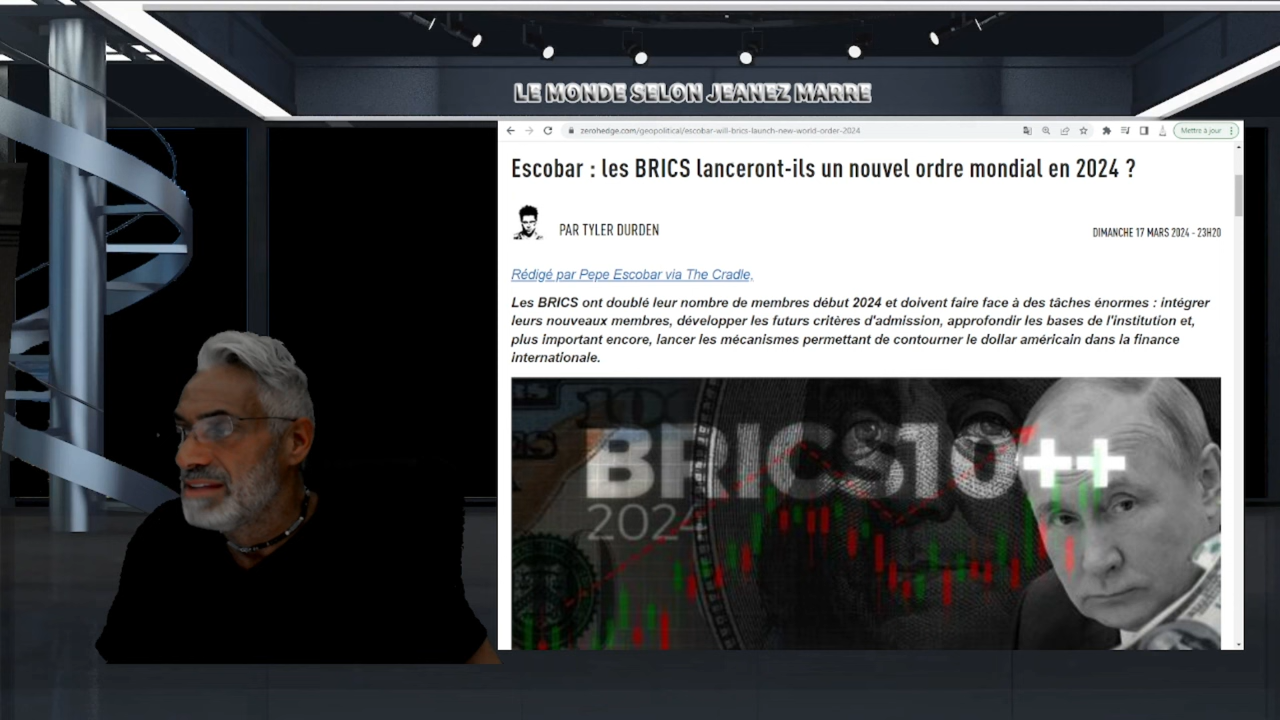 LE MONDE SELON JEANEZ MARRE
zerohedge.com/geopolitical/escobar-will-brics-launch-new-world-order-2024
Mettre à jour
Escobar : les BRICS lanceront-ils un nouvel ordre mondial en 2024 ?
PAR TYLER DURDEN
DIMANCHE 17 MARS 2024 - 23H20
Rédigé par Pepe Escobar via The Cradle,
Les BRICS ont doublé leur nombre de membres début 2024 et doivent faire face à des tâches énormes : intégrer
leurs nouveaux membres, développer les futurs critères d'admission, approfondir les bases de l'institution et,
plus important encore, lancer les mécanismes permettant de contourner le dollar américain dans la finance
internationale.
100
BRICS10++
2024